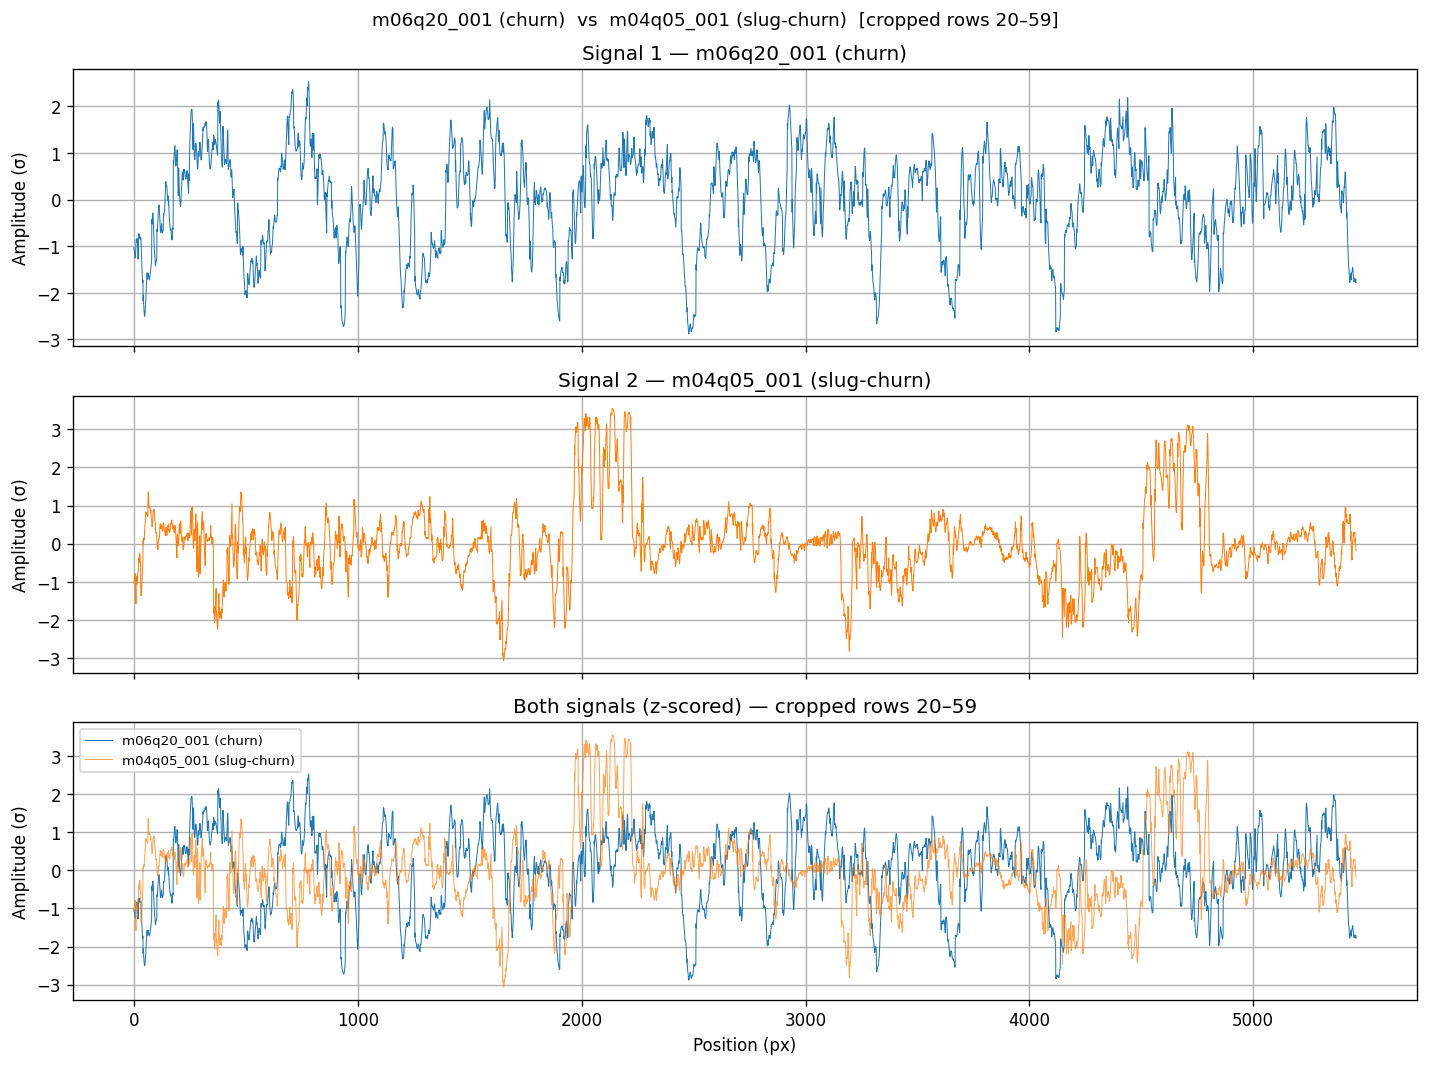 m06q20_001 (churn)  vs  m04q05_001 (slug-churn)  [cropped rows 20–59]
Signal 1 — m06q20_001 (churn)
Amplitude (σ)
2
1
0
−1
−2
−3
Signal 2 — m04q05_001 (slug-churn)
Amplitude (σ)
3
2
1
0
−1
−2
−3
Both signals (z-scored) — cropped rows 20–59
m06q20_001 (churn)
m04q05_001 (slug-churn)
Amplitude (σ)
3
2
1
0
−1
−2
−3
0 1000 2000 3000 4000 5000
Position (px)